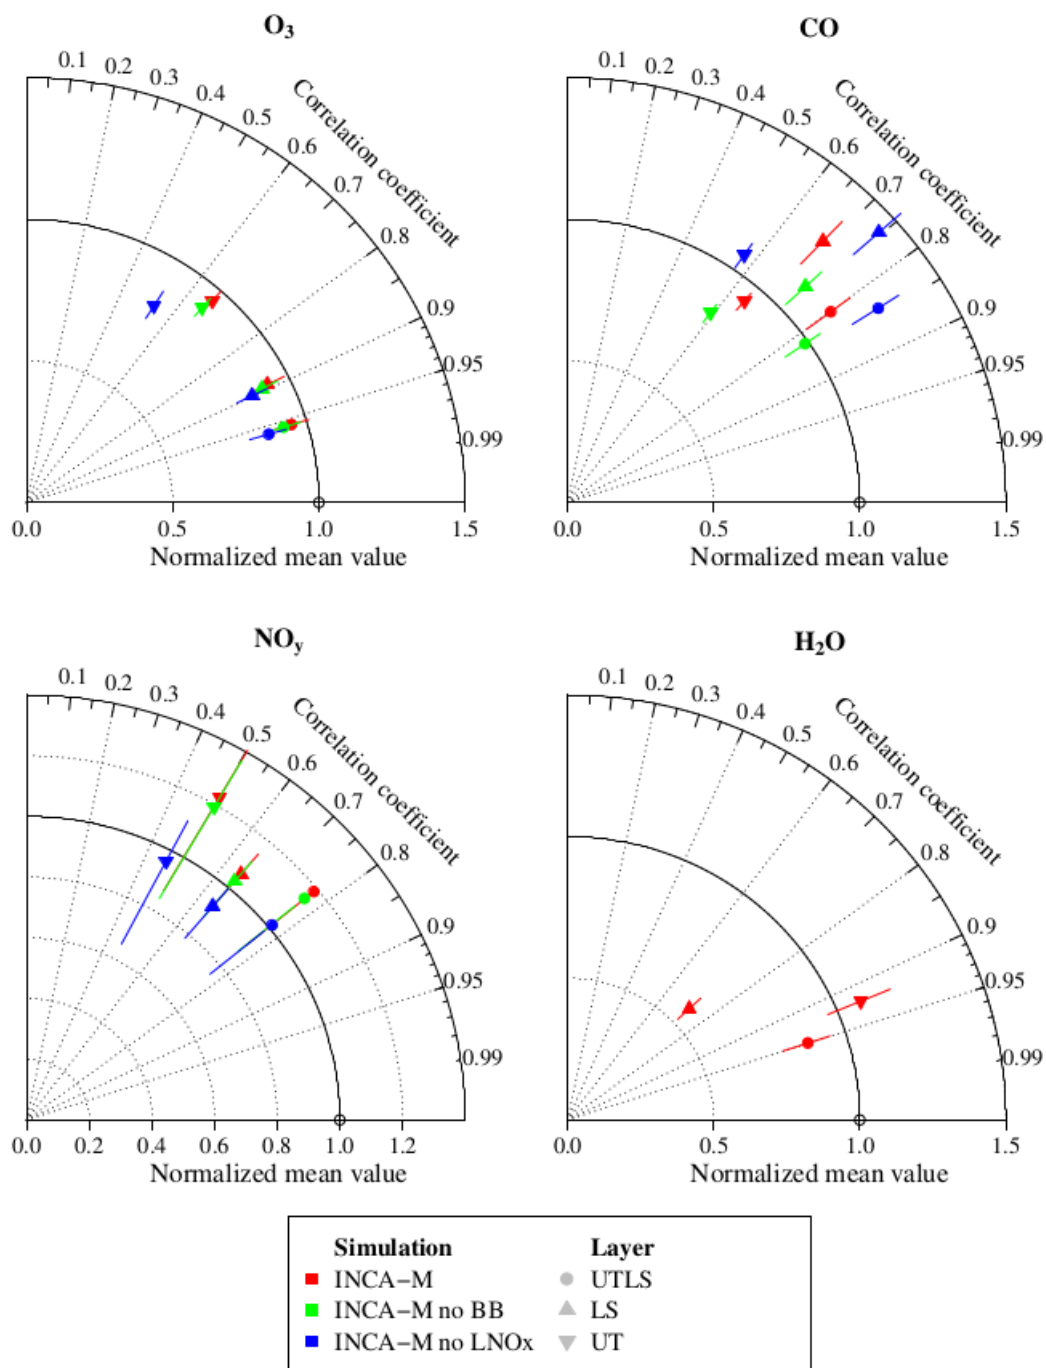 O3
CO
0.1 0.2 0.3 0.4 0.5 0.6 0.7 0.8 0.9 0.95 0.99
Correlation coefficient
0.0 0.5 1.0 1.5
Normalized mean value
0.1 0.2 0.3 0.4 0.5 0.6 0.7 0.8 0.9 0.95 0.99
Correlation coefficient
0.0 0.5 1.0 1.5
Normalized mean value
NOy
H2O
0.1 0.2 0.3 0.4 0.5 0.6 0.7 0.8 0.9 0.95 0.99
Correlation coefficient
0.0 0.2 0.4 0.6 0.8 1.0 1.2
Normalized mean value
0.1 0.2 0.3 0.4 0.5 0.6 0.7 0.8 0.9 0.95 0.99
Correlation coefficient
0.0 0.5 1.0 1.5
Normalized mean value
Simulation Layer
INCA−M UTLS
INCA−M no BB LS
INCA−M no LNOx UT